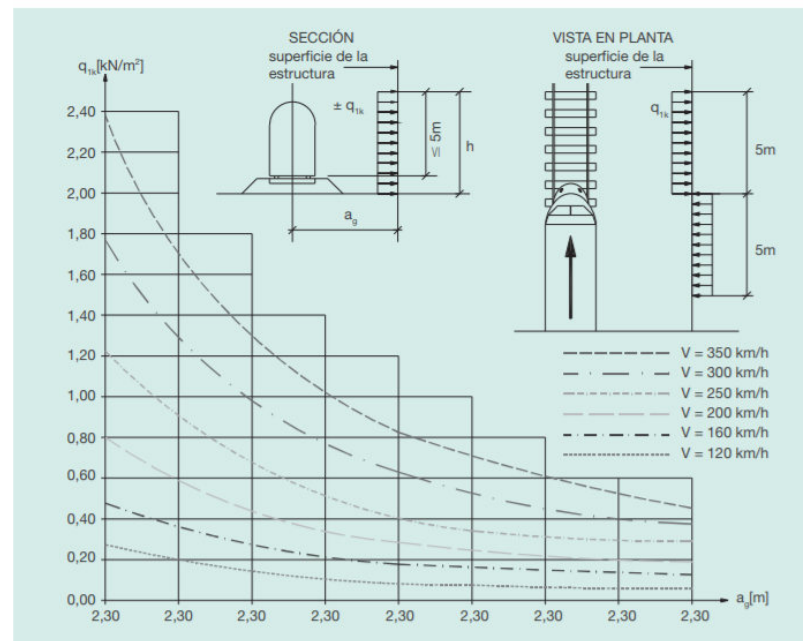 SECCIÓN
superficie de la
estructura
± q1k
≤ 5m
h
ag
VISTA EN PLANTA
superficie de la
estructura
q1k
5m
5m
q1k[kN/m²]
2,40
2,20
2,00
1,80
1,60
1,40
1,20
1,00
0,80
0,60
0,40
0,20
0,00
V = 350 km/h
V = 300 km/h
V = 250 km/h
V = 200 km/h
V = 160 km/h
V = 120 km/h
2,30 2,30 2,30 2,30 2,30 2,30 2,30 2,30 2,30 ag[m]